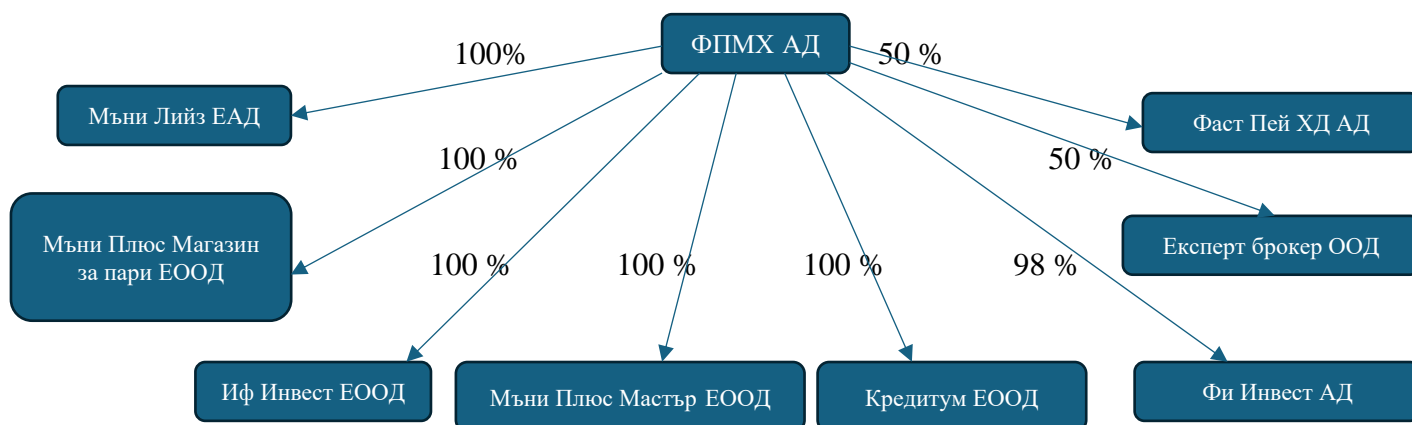 ФПМХ АД
100%
50 %
Мъни Лийз ЕАД
Фаст Пей ХД АД
100 %
50 %
Мъни Плюс Магазин
за пари ЕООД
Експерт брокер ООД
100 %
100 %
100 %
98 %
Иф Инвест ЕООД
Мъни Плюс Мастър ЕООД
Кредитум ЕООД
Фи Инвест АД